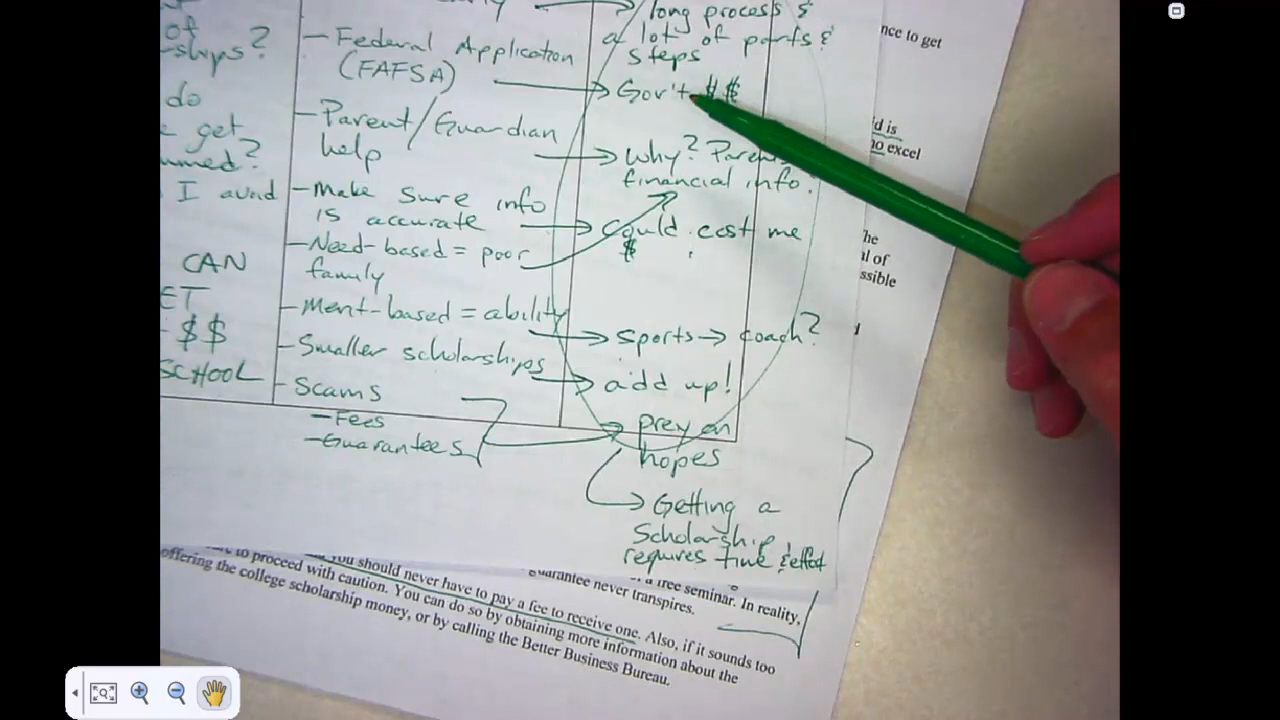 long process &
of
a lot of parts &
- Federal Application
steps
(FAFSA)
Gov't $$
do
- Parent/Guardian
get
help
why?
financial info.
I avoid
- Make sure info
is accurate
could cost me
$
- Need-based = poor
family
CAN
- Merit-based = ability
sports → coach?
$$
- Smaller scholarships
add up!
SCHOOL
- Scams
- Fees
prey on
- Guarantees
hopes
Getting a
Scholarship
requires time & effort
nce to get
d is
no excel
he
al of
ssible
d
a free seminar. In reality,
guarantee never transpires.
you should never have to pay a fee to receive one. Also, if it sounds too
to proceed with caution. You can do so by obtaining more information about the
offering the college scholarship money, or by calling the Better Business Bureau.